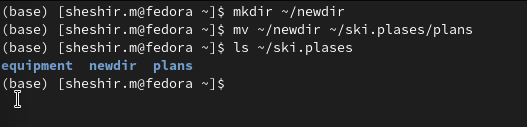 (base) [sheshir.m@fedora ~]$ mkdir ~/newdir
(base) [sheshir.m@fedora ~]$ mv ~/newdir ~/ski.plases/plans
(base) [sheshir.m@fedora ~]$ ls ~/ski.plases
equipment newdir plans
(base) [sheshir.m@fedora ~]$